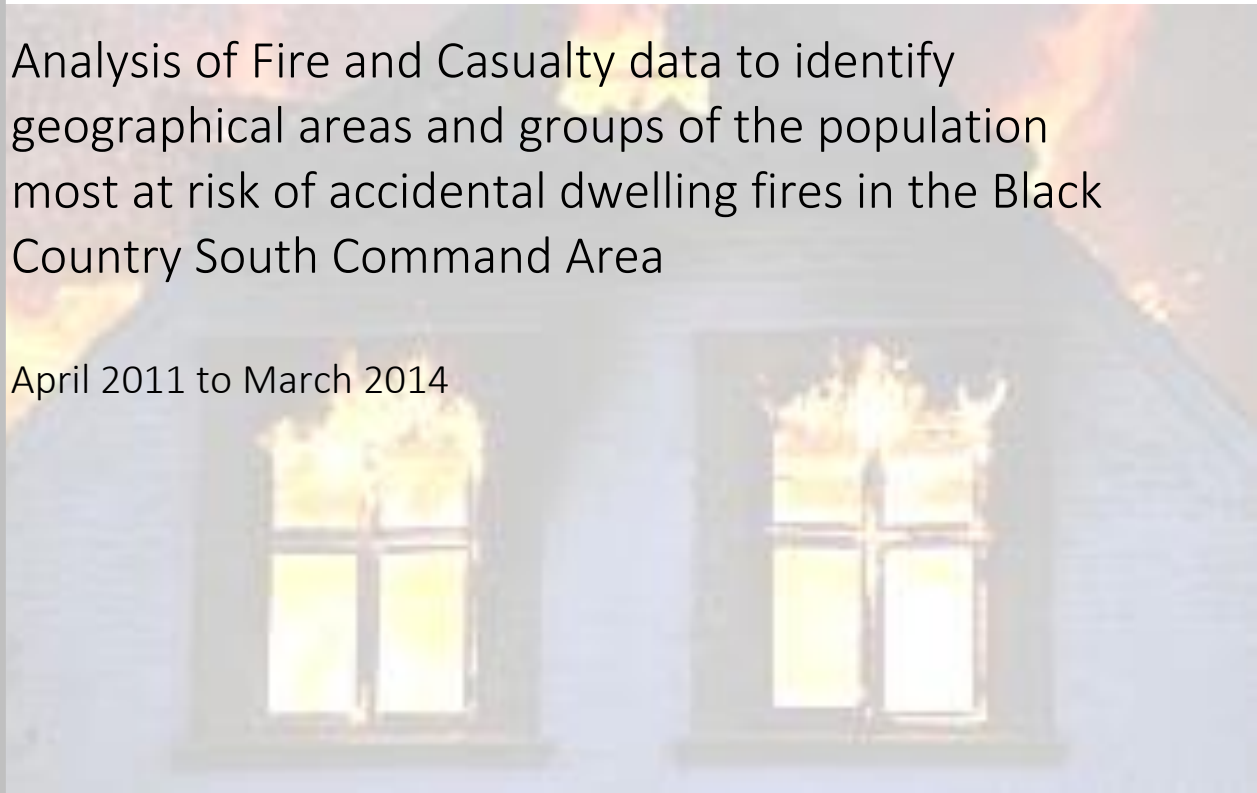 Analysis of Fire and Casualty data to identify
geographical areas and groups of the population
most at risk of accidental dwelling fires in the Black
Country South Command Area
April 2011 to March 2014